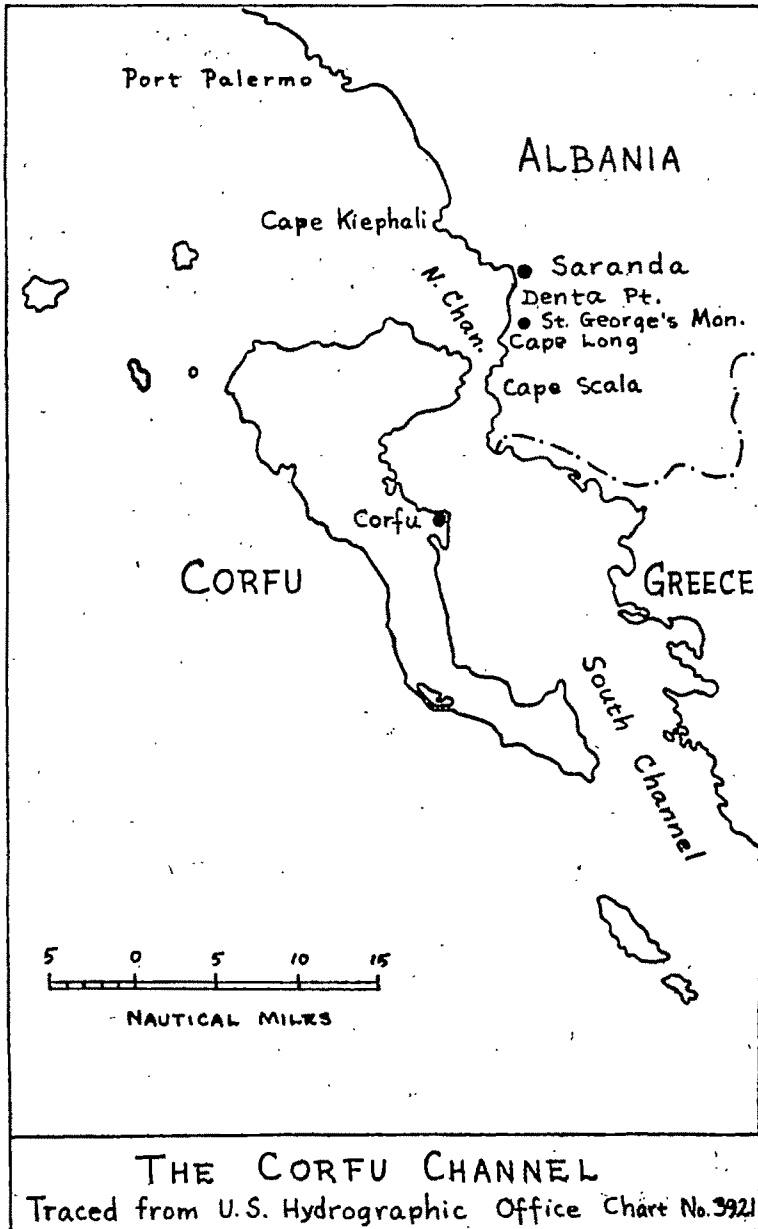 Port Palermo
ALBANIA
Cape Kiephali
Saranda
N. Chan.
Denta Pt.
St. George's Mon.
Cape Long
Cape Scala
Corfu
CORFU
GREECE
South Channel
5 0 5 10 15
NAUTICAL MILES
THE CORFU CHANNEL
Traced from U.S. Hydrographic Office Chart No. 3921